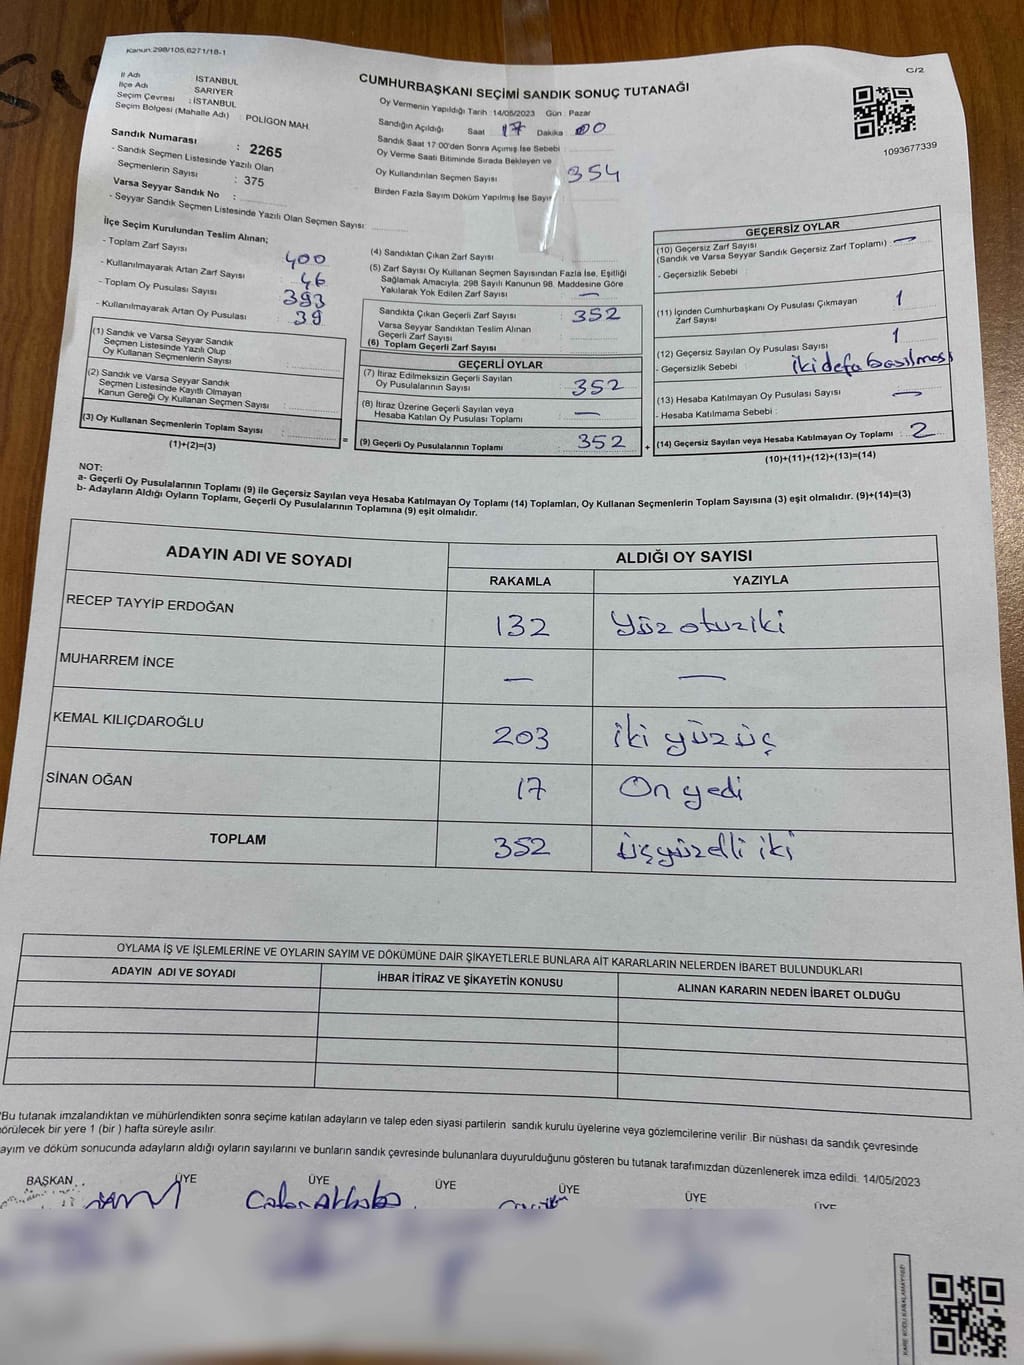 Kanun:298/105,6271/18-1
C/2
İl Adı İSTANBUL
İlçe Adı SARIYER
Seçim Çevresi : İSTANBUL
Seçim Bölgesi (Mahalle Adı) : POLİGON MAH.
Sandık Numarası : 2265
- Sandık Seçmen Listesinde Yazılı Olan
Seçmenlerin Sayısı : 375
Varsa Seyyar Sandık No :
- Seyyar Sandık Seçmen Listesinde Yazılı Olan Seçmen Sayısı:
CUMHURBAŞKANI SEÇİMİ SANDIK SONUÇ TUTANAĞI
Oy Vermenin Yapıldığı Tarih :14/05/2023 Gün : Pazar
Sandığın Açıldığı Saat : 17 Dakika : 00
Sandık Saat 17:00'den Sonra Açımış İse Sebebi :
Oy Verme Saati Bitiminde Sırada Bekleyen ve
Oy Kullandırılan Seçmen Sayısı : 354
Birden Fazla Sayım Döküm Yapılmış İse Sayısı
1093677339
İlçe Seçim Kurulundan Teslim Alınan;
- Toplam Zarf Sayısı : 400
- Kullanılmayarak Artan Zarf Sayısı : 46
- Toplam Oy Pusulası Sayısı : 393
- Kullanılmayarak Artan Oy Pusulası : 39
(1) Sandık ve Varsa Seyyar Sandık
Seçmen Listesinde Yazılı Olup
Oy Kullanan Seçmenlerin Sayısı :
(2) Sandık ve Varsa Seyyar Sandık
Seçmen Listesinde Kayıtlı Olmayan
Kanun Gereği Oy Kullanan Seçmen Sayısı :
(3) Oy Kullanan Seçmenlerin Toplam Sayısı :
(1)+(2)=(3)
=
(4) Sandıktan Çıkan Zarf Sayısı :
(5) Zarf Sayısı Oy Kullanan Seçmen Sayısından Fazla İse, Eşitliği
Sağlamak Amacıyla, 298 Sayılı Kanunun 98. Maddesine Göre
Yakılarak Yok Edilen Zarf Sayısı : —
Sandıkta Çıkan Geçerli Zarf Sayısı : 352
Varsa Seyyar Sandıktan Teslim Alınan
Geçerli Zarf Sayısı :
(6) Toplam Geçerli Zarf Sayısı :
GEÇERLİ OYLAR
(7) İtiraz Edilmeksizin Geçerli Sayılan
Oy Pusulalarının Sayısı : 352
(8) İtiraz Üzerine Geçerli Sayılan veya
Hesaba Katılan Oy Pusulası Toplamı : —
(9) Geçerli Oy Pusulalarının Toplamı : 352
+
GEÇERSİZ OYLAR
(10) Geçersiz Zarf Sayısı
(Sandık ve Varsa Seyyar Sandık Geçersiz Zarf Toplamı) : —
- Geçersizlik Sebebi :
(11) İçinden Cumhurbaşkanı Oy Pusulası Çıkmayan
Zarf Sayısı : 1
(12) Geçersiz Sayılan Oy Pusulası Sayısı : 1
- Geçersizlik Sebebi : İki defa basılmış
(13) Hesaba Katılmayan Oy Pusulası Sayısı : —
- Hesaba Katılmama Sebebi :
(14) Geçersiz Sayılan veya Hesaba Katılmayan Oy Toplamı : 2
(10)+(11)+(12)+(13)=(14)
NOT:
a- Geçerli Oy Pusulalarının Toplamı (9) ile Geçersiz Sayılan veya Hesaba Katılmayan Oy Toplamı (14) Toplamları, Oy Kullanan Seçmenlerin Toplam Sayısına (3) eşit olmalıdır. (9)+(14)=(3)
b- Adayların Aldığı Oyların Toplamı, Geçerli Oy Pusulalarının Toplamına (9) eşit olmalıdır.
ADAYIN ADI VE SOYADI ALDIĞI OY SAYISI
RAKAMLA YAZIYLA
RECEP TAYYİP ERDOĞAN 132 Yüz otuziki
MUHARREM İNCE — —
KEMAL KILIÇDAROĞLU 203 iki yüz üç
SİNAN OĞAN 17 On yedi
TOPLAM 352 üçyüzelli iki
OYLAMA İŞ VE İŞLEMLERİNE VE OYLARIN SAYIM VE DÖKÜMÜNE DAİR ŞİKAYETLERLE BUNLARA AİT KARARLARIN NELERDEN İBARET BULUNDUKLARI
ADAYIN ADI VE SOYADI İHBAR İTİRAZ VE ŞİKAYETİN KONUSU ALINAN KARARIN NEDEN İBARET OLDUĞU
*Bu tutanak imzalandıktan ve mühürlendikten sonra seçime katılan adayların ve talep eden siyasi partilerin sandık kurulu üyelerine veya gözlemcilerine verilir .Bir nüshası da sandık çevresinde
görülecek bir yere 1 (bir ) hafta süreyle asılır.
ayım ve döküm sonucunda adayların aldığı oyların sayılarını ve bunların sandık çevresinde bulunanlara duyurulduğunu gösteren bu tutanak tarafımızdan düzenlenerek imza edildi. 14/05/2023
BAŞKAN ÜYE ÜYE ÜYE ÜYE ÜYE ÜYE
KARE KODU KARALAMAYINIZ!